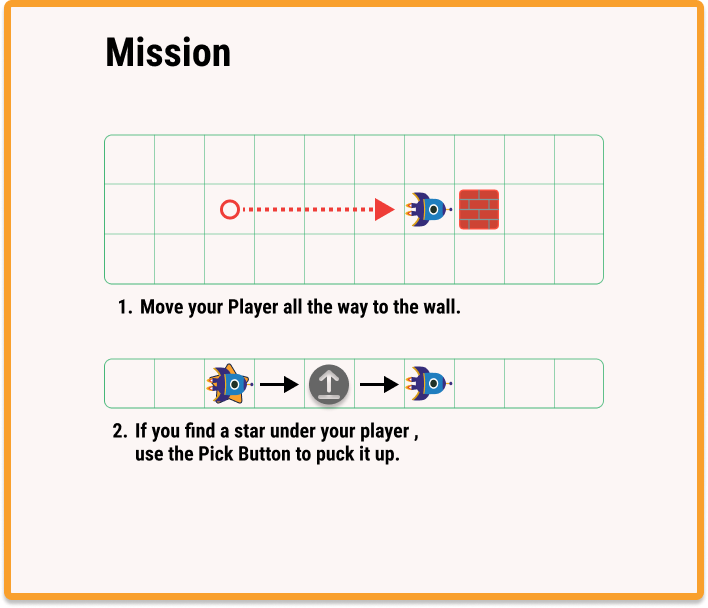 Mission
1. Move your Player all the way to the wall.
2. If you find a star under your player ,
use the Pick Button to puck it up.